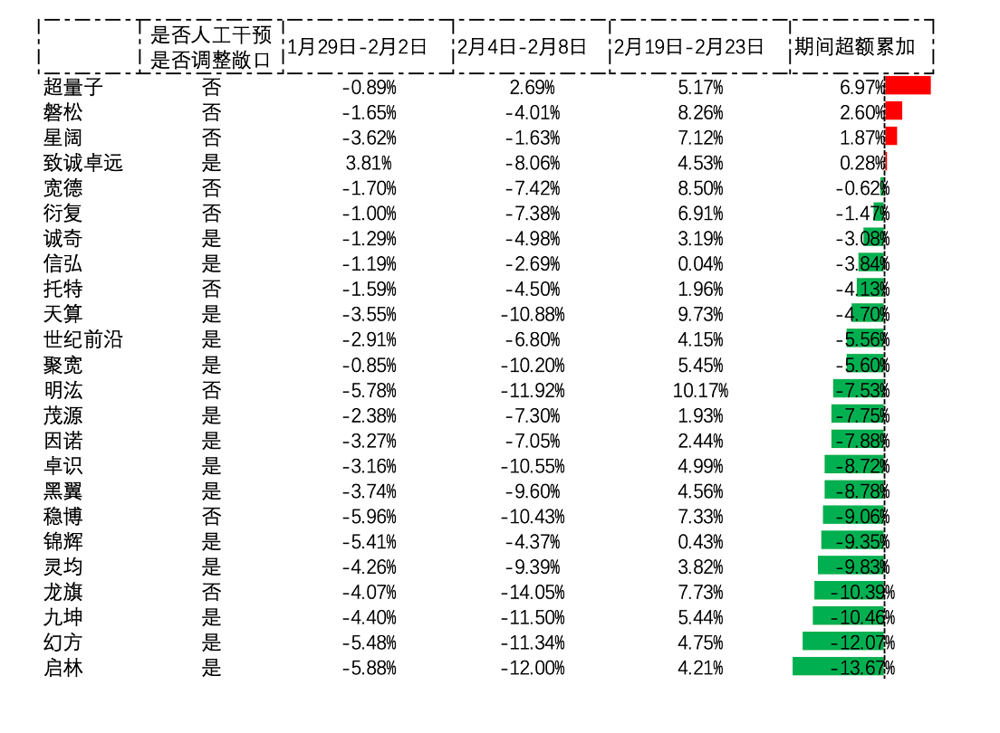 是否人工干预
是否调整敞口 1月29日-2月2日 2月4日-2月8日 2月19日-2月23日 期间超额累加
超量子 否 -0.89% 2.69% 5.17% 6.97%
磐松 否 -1.65% -4.01% 8.26% 2.60%
星阔 否 -3.62% -1.63% 7.12% 1.87%
致诚卓远 是 3.81% -8.06% 4.53% 0.28%
宽德 否 -1.70% -7.42% 8.50% -0.62%
衍复 否 -1.00% -7.38% 6.91% -1.47%
诚奇 是 -1.29% -4.98% 3.19% -3.08%
信弘 是 -1.19% -2.69% 0.04% -3.84%
托特 否 -1.59% -4.50% 1.96% -4.13%
天算 是 -3.55% -10.88% 9.73% -4.70%
世纪前沿 是 -2.91% -6.80% 4.15% -5.56%
聚宽 是 -0.85% -10.20% 5.45% -5.60%
明汯 否 -5.78% -11.92% 10.17% -7.53%
茂源 是 -2.38% -7.30% 1.93% -7.75%
因诺 是 -3.27% -7.05% 2.44% -7.88%
卓识 是 -3.16% -10.55% 4.99% -8.72%
黑翼 是 -3.74% -9.60% 4.56% -8.78%
稳博 否 -5.96% -10.43% 7.33% -9.06%
锦辉 是 -5.41% -4.37% 0.43% -9.35%
灵均 是 -4.26% -9.39% 3.82% -9.83%
龙旗 否 -4.07% -14.05% 7.73% -10.39%
九坤 是 -4.40% -11.50% 5.44% -10.46%
幻方 是 -5.48% -11.34% 4.75% -12.07%
启林 是 -5.88% -12.00% 4.21% -13.67%